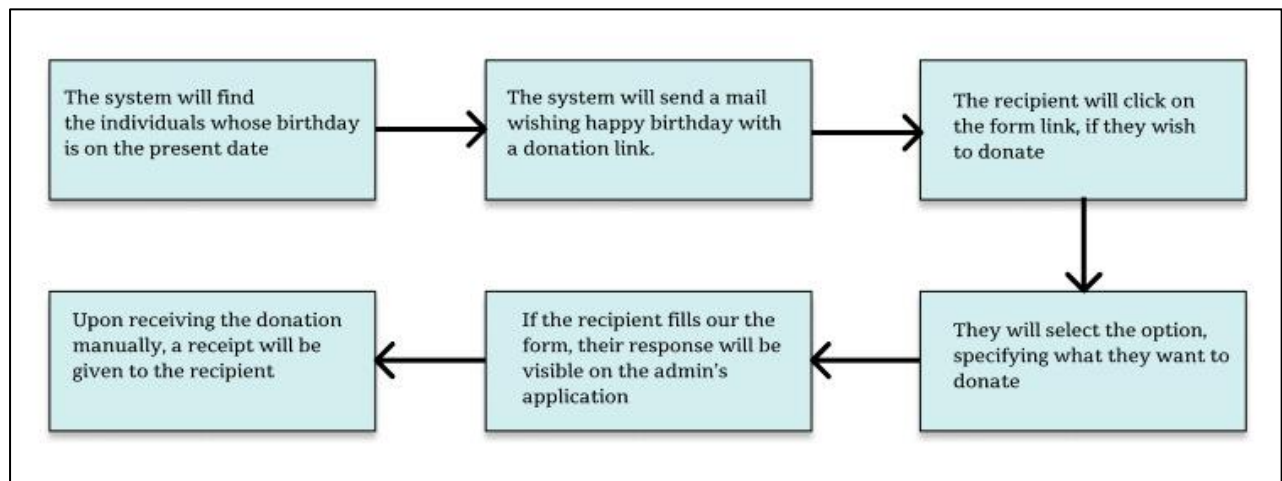 The system will find
the individuals whose birthday
is on the present date
The system will send a mail
wishing happy birthday with
a donation link.
The recipient will click on
the form link, if they wish
to donate
They will select the option,
specifying what they want to
donate
If the recipient fills our the
form, their response will be
visible on the admin's
application
Upon receiving the donation
manually, a receipt will be
given to the recipient